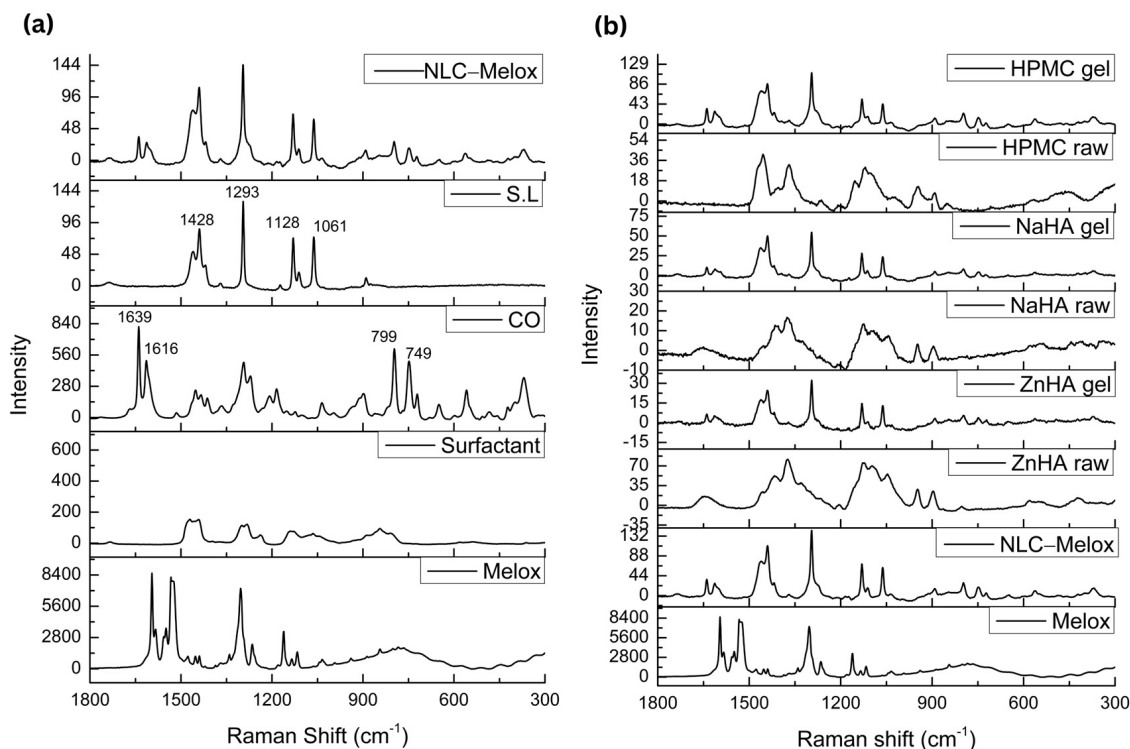 (a)
NLC–Melox
144
96
48
0
S.L
144
96
48
0
1428
1293
1128
1061
CO
840
560
280
0
1639
1616
799
749
Surfactant
600
400
200
0
Melox
8400
5600
2800
0
1800 1500 1200 900 600 300
Raman Shift (cm-1)
Intensity
(b)
HPMC gel
129
86
43
0
HPMC raw
54
36
18
0
NaHA gel
75
50
25
0
NaHA raw
30
20
10
0
-10
ZnHA gel
30
15
0
-15
ZnHA raw
70
35
0
-35
NLC–Melox
132
88
44
0
Melox
8400
5600
2800
0
1800 1500 1200 900 600 300
Raman shift (cm-1)
Intensity